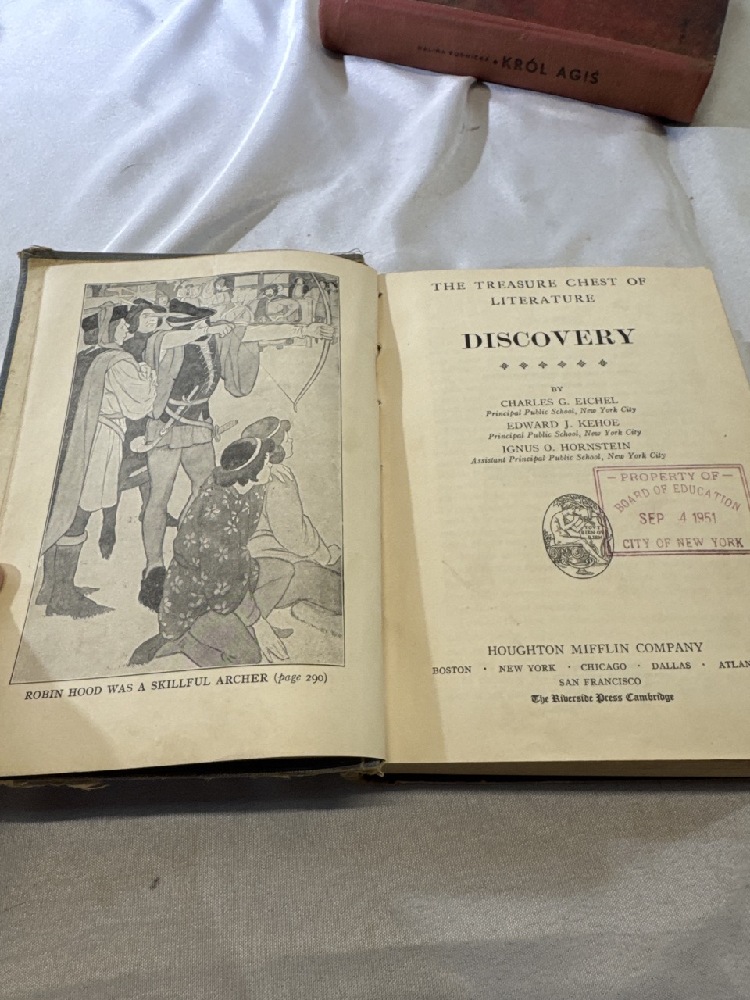 HALINA RUDNICKA • KRÓL AGIS
THE TREASURE CHEST OF
LITERATURE
DISCOVERY
BY
CHARLES G. EICHEL
Principal Public School, New York City
EDWARD J. KEHOE
Principal Public School, New York City
IGNUS O. HORNSTEIN
Assistant Principal Public School, New York City
— PROPERTY OF —
BOARD OF EDUCATION
SEP 4 1951
CITY OF NEW YORK
HOUGHTON MIFFLIN COMPANY
BOSTON · NEW YORK · CHICAGO · DALLAS · ATLAN
SAN FRANCISCO
The Riverside Press Cambridge
ROBIN HOOD WAS A SKILLFUL ARCHER (page 290)